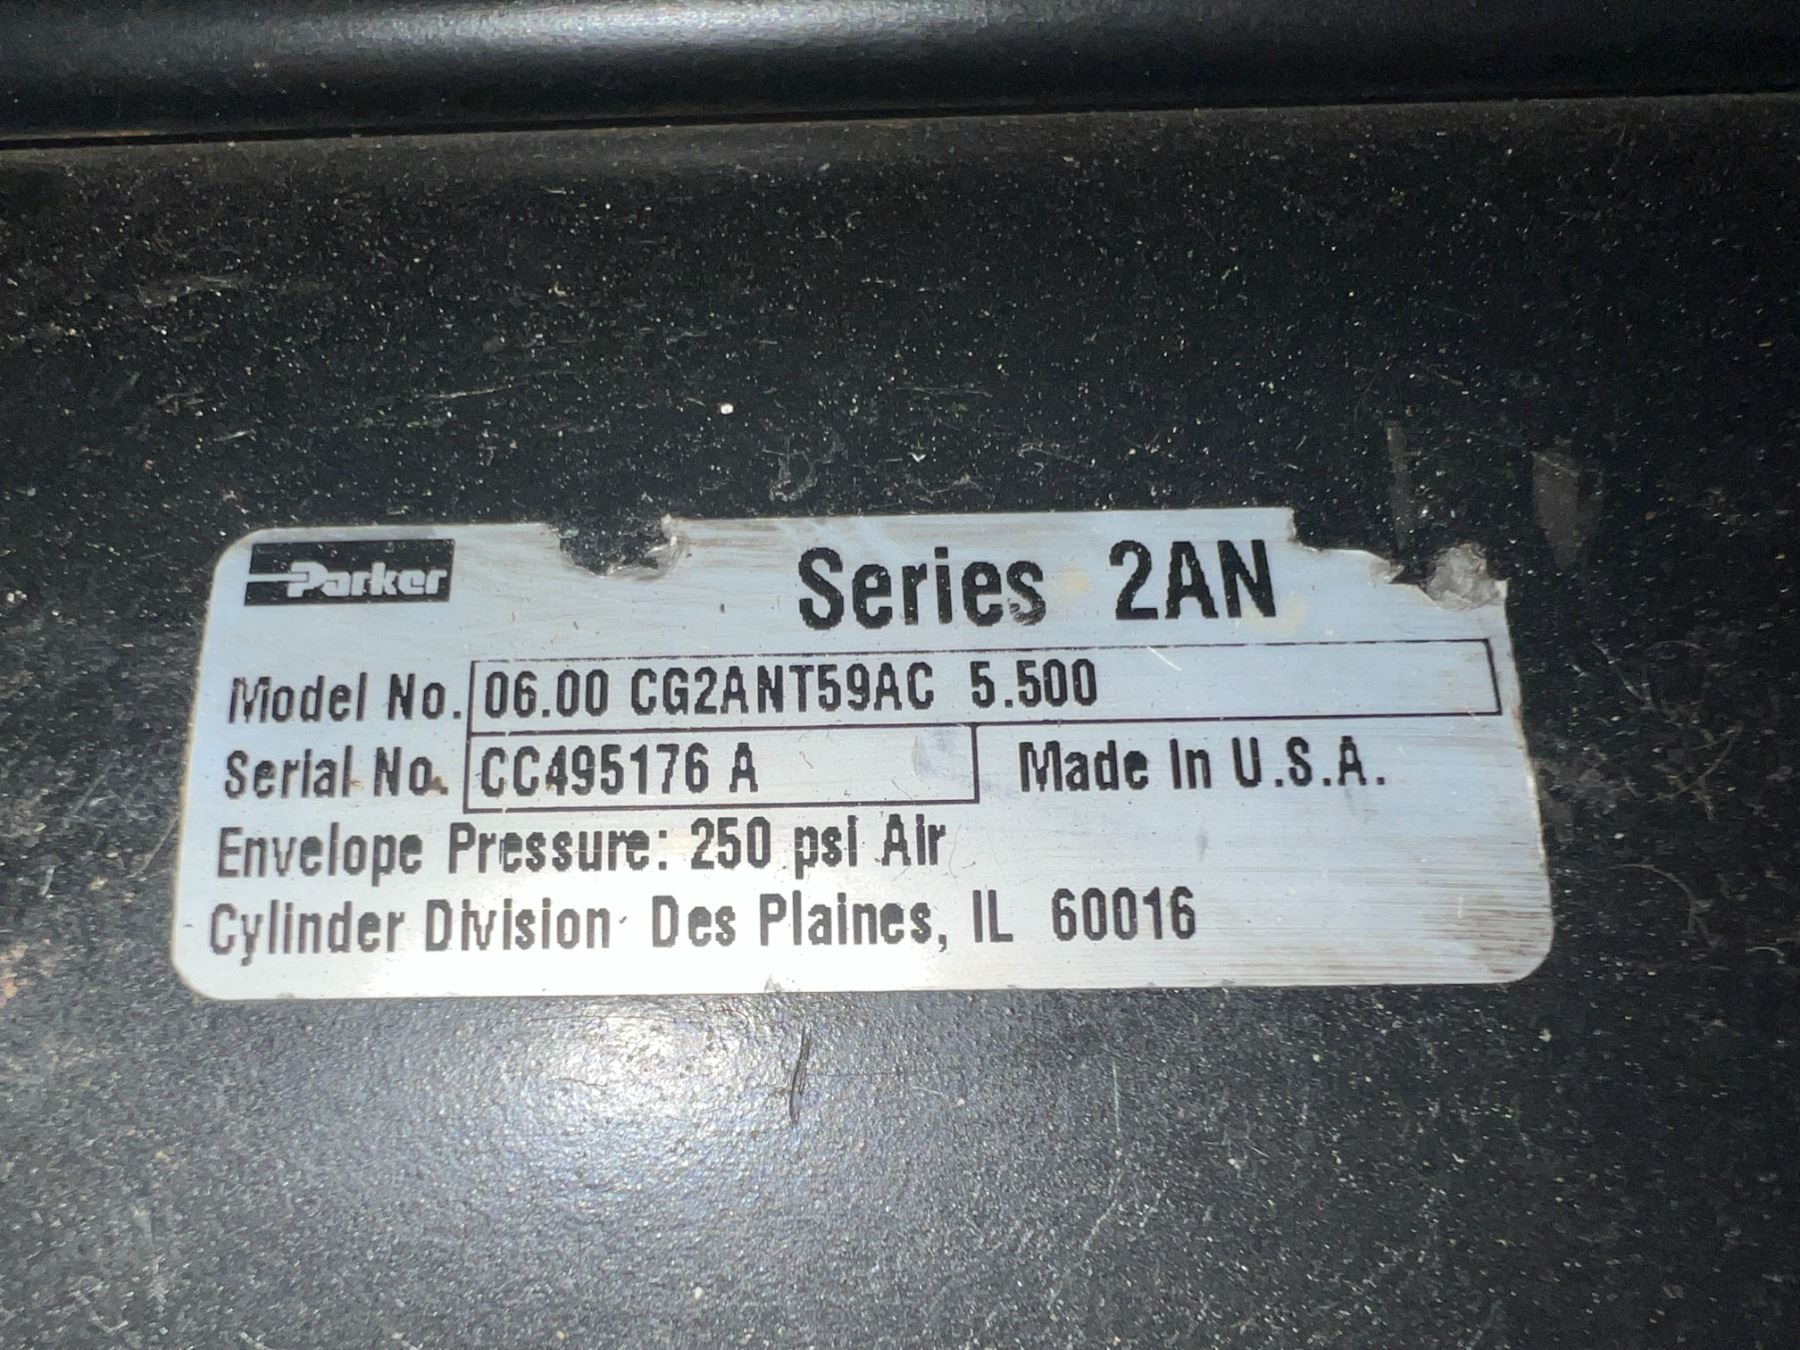 Parker Series 2AN
Model No. 06.00 CG2ANT59AC 5.500
Serial No. CC495176 A Made In U.S.A.
Envelope Pressure: 250 psi Air
Cylinder Division Des Plaines, IL 60016